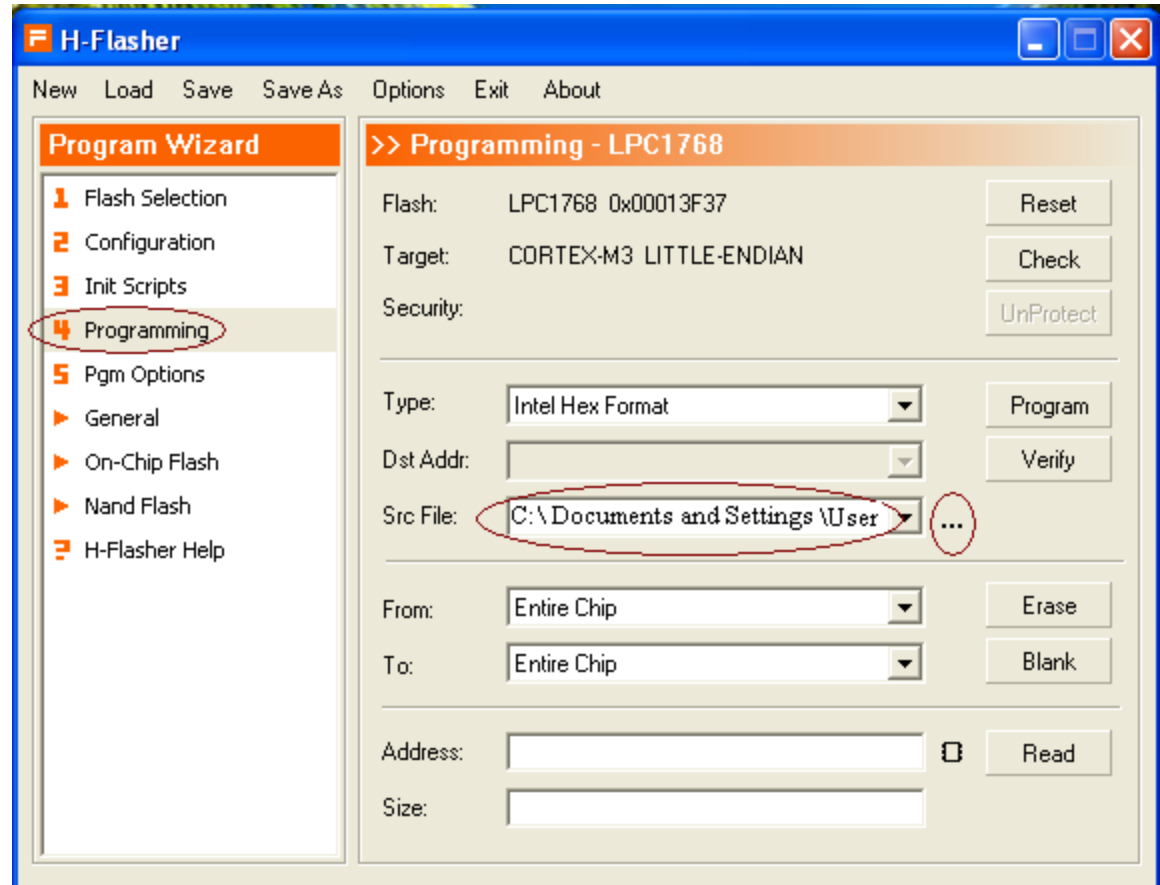 H-Flasher
New Load Save Save As Options Exit About
Program Wizard
1 Flash Selection
2 Configuration
3 Init Scripts
4 Programming
5 Pgm Options
General
On-Chip Flash
Nand Flash
? H-Flasher Help
>> Programming - LPC1768
Flash: LPC1768 0x00013F37 Reset
Target: CORTEX-M3 LITTLE-ENDIAN Check
Security: UnProtect
Type: Intel Hex Format Program
Dst Addr: Verify
Src File: C:\Documents and Settings \User ...
From: Entire Chip Erase
To: Entire Chip Blank
Address: Read
Size: